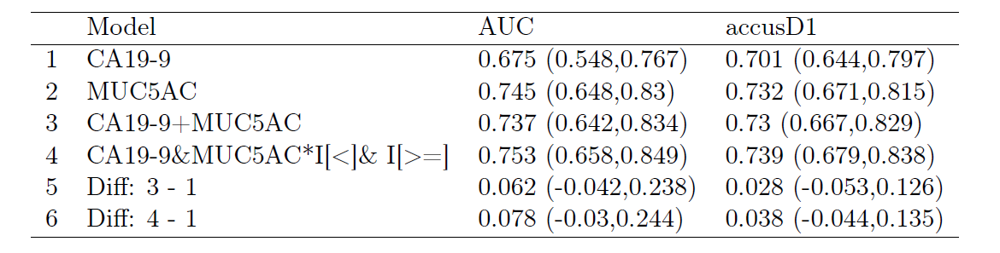 Model AUC accusD1
1 CA19-9 0.675 (0.548,0.767) 0.701 (0.644,0.797)
2 MUC5AC 0.745 (0.648,0.83) 0.732 (0.671,0.815)
3 CA19-9+MUC5AC 0.737 (0.642,0.834) 0.73 (0.667,0.829)
4 CA19-9&MUC5AC*I[<]& I[>=] 0.753 (0.658,0.849) 0.739 (0.679,0.838)
5 Diff: 3 - 1 0.062 (-0.042,0.238) 0.028 (-0.053,0.126)
6 Diff: 4 - 1 0.078 (-0.03,0.244) 0.038 (-0.044,0.135)